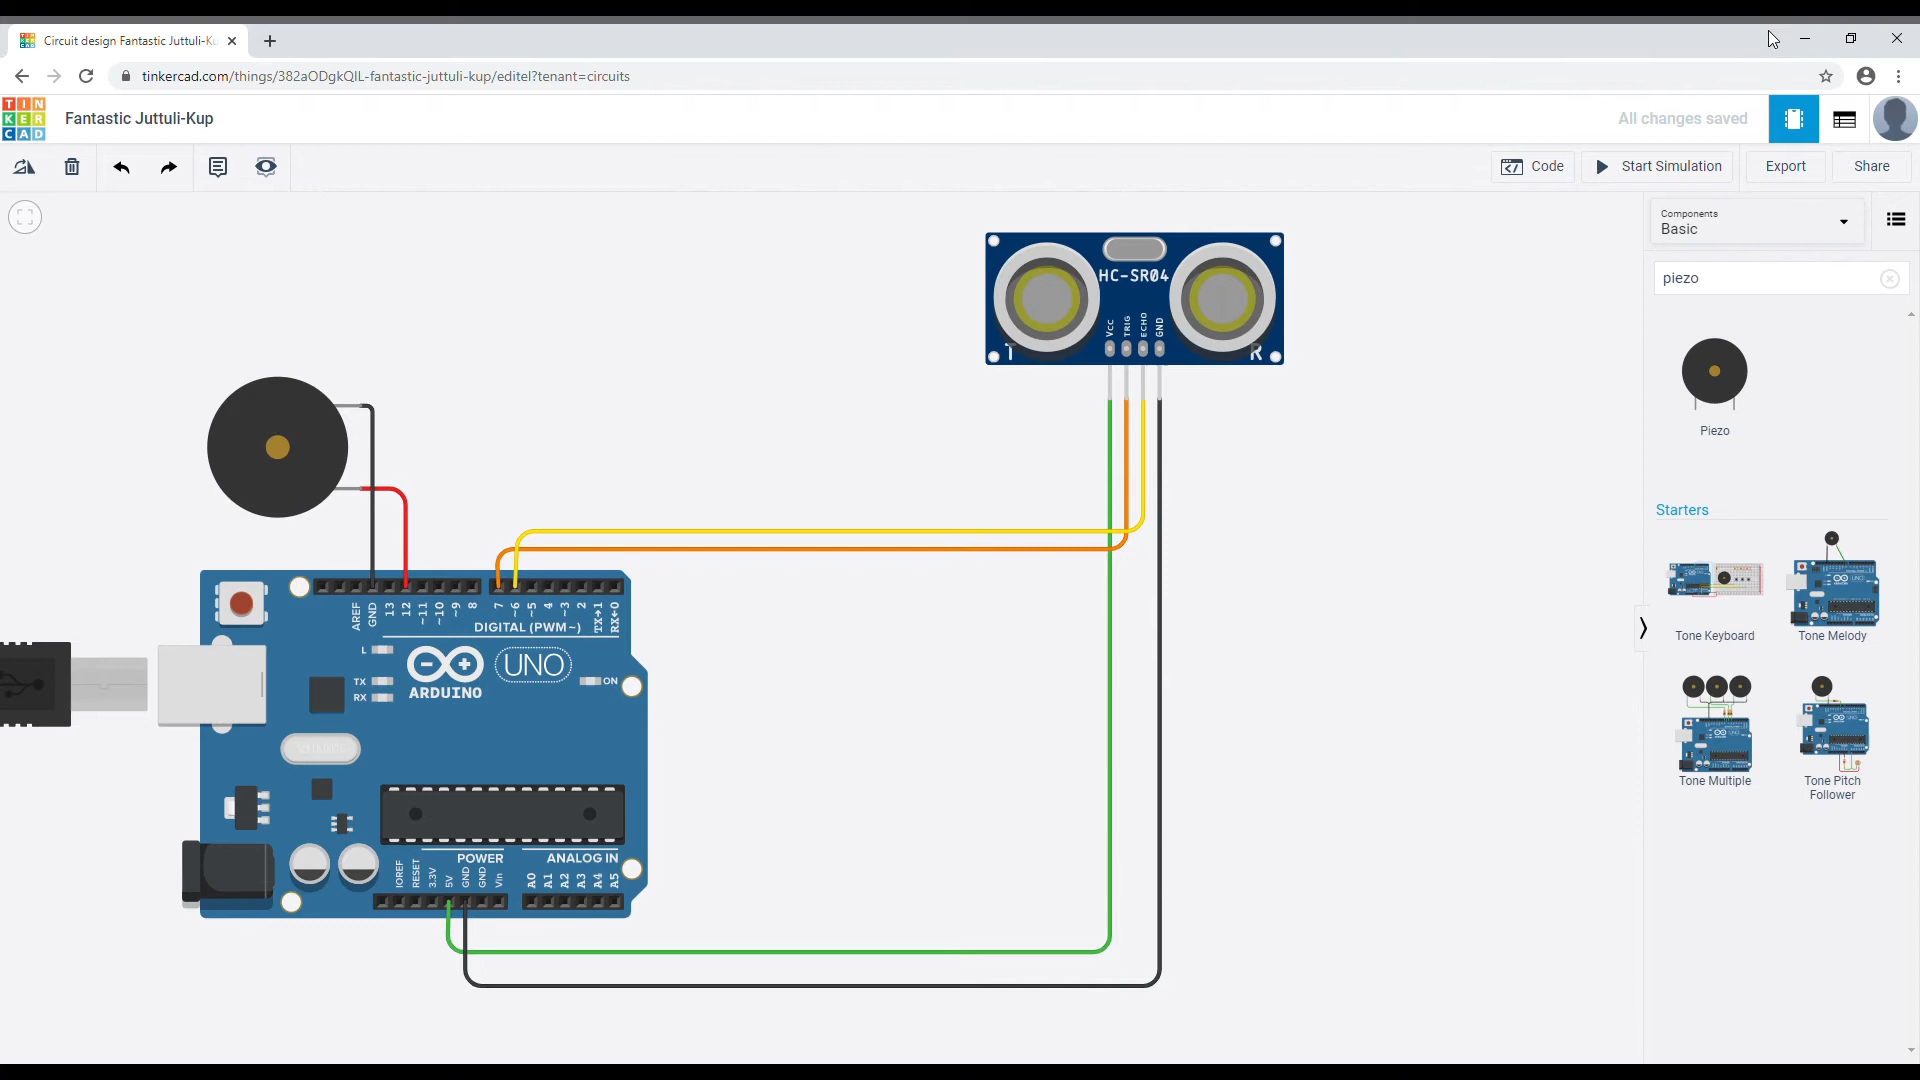 Circuit design Fantastic Juttuli-Ku
tinkercad.com/things/382aODgkQIL-fantastic-juttuli-kup/editel?tenant=circuits
TIN
KER
CAD
Fantastic Juttuli-Kup
All changes saved
Code
Start Simulation
Export
Share
Components
Basic
piezo
Piezo
Starters
Tone Keyboard
Tone Melody
Tone Multiple
Tone Pitch
Follower
HC-SR04
VCC
TRIG
ECHO
GND
T
R
AREF
GND
13
12
~11
~10
~9
8
7
~6
~5
4
~3
2
TX→1
RX←0
DIGITAL (PWM~)
L
TX
RX
ARDUINO
UNO
ON
POWER
ANALOG IN
IOREF
RESET
3.3V
5V
GND
GND
Vin
A0
A1
A2
A3
A4
A5